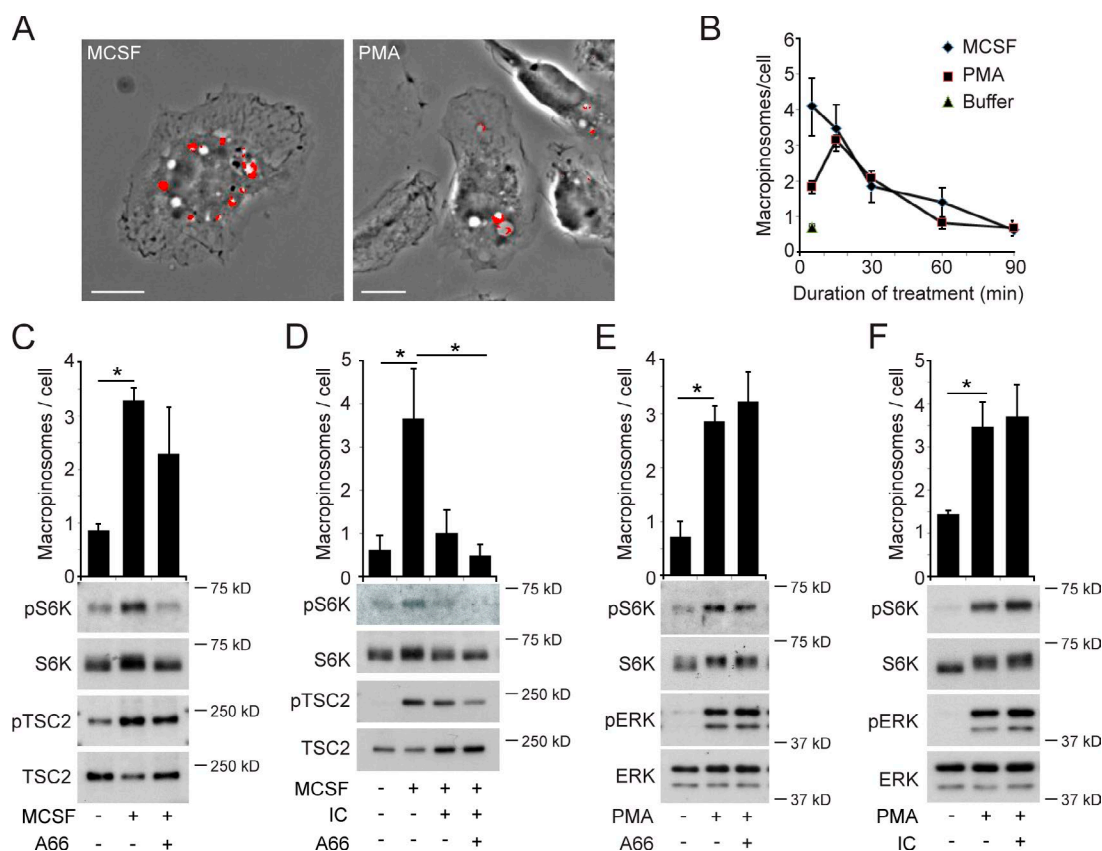 A
MCSF
PMA
B
Macropinosomes/cell
6
5
4
3
2
1
0
0
30
60
90
Duration of treatment (min)
MCSF
PMA
Buffer
C
Macropinosomes / cell
4
3
2
1
0
*
pS6K
75 kD
S6K
75 kD
pTSC2
250 kD
TSC2
250 kD
MCSF - + +
A66 - - +
D
Macropinosomes / cell
5
4
3
2
1
0
* *
pS6K
75 kD
S6K
75 kD
pTSC2
250 kD
TSC2
250 kD
MCSF - + + +
IC - - + +
A66 - - - +
E
Macropinosomes / cell
4
3
2
1
0
*
pS6K
75 kD
S6K
75 kD
pERK
37 kD
ERK
37 kD
PMA - + +
A66 - - +
F
Macropinosomes / cell
5
4
3
2
1
0
*
pS6K
75 kD
S6K
75 kD
pERK
37 kD
ERK
37 kD
PMA - + +
IC - - +